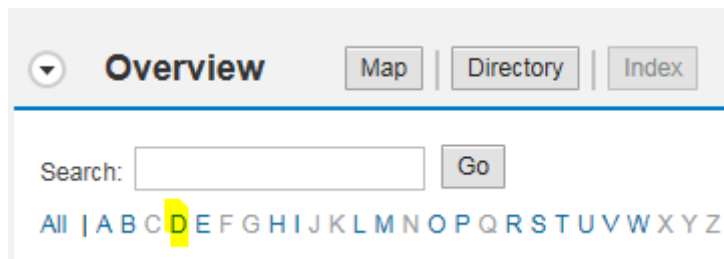 Overview Map | Directory | Index
Search: Go
All | A B C D E F G H I J K L M N O P Q R S T U V W X Y Z